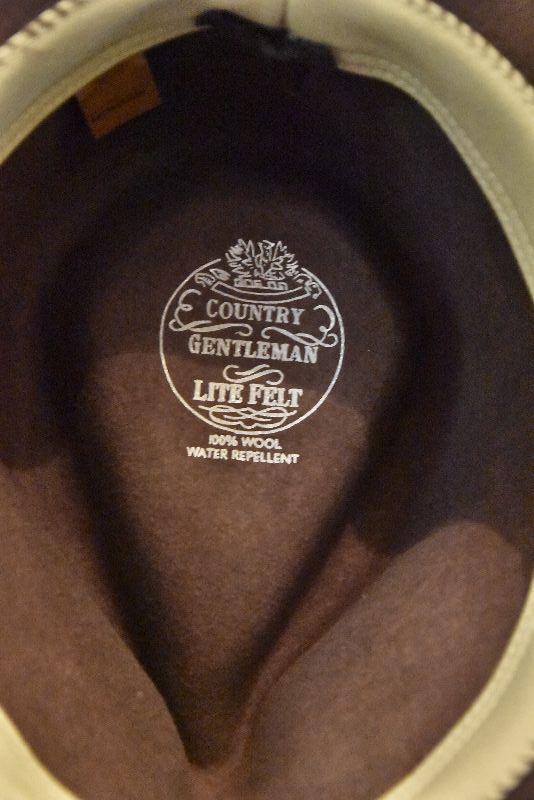 COUNTRY
GENTLEMAN
LITE FELT
100% WOOL
WATER REPELLENT